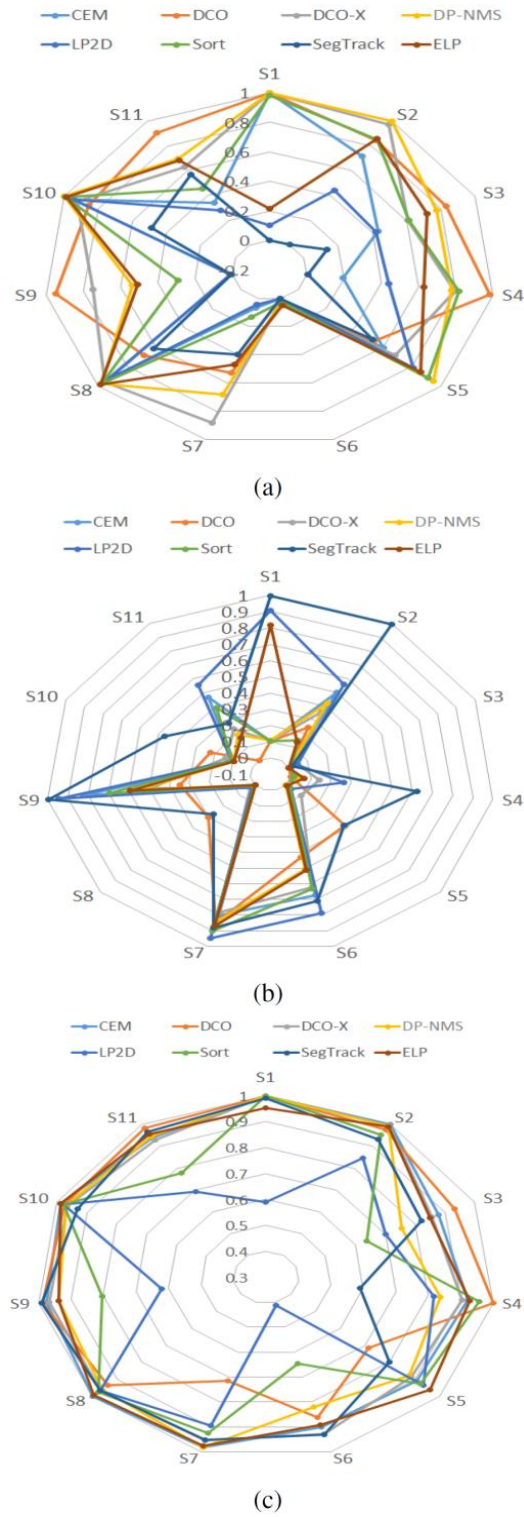 CEM DCO DCO-X DP-NMS
LP2D Sort SegTrack ELP
S1
S2
S3
S4
S5
S6
S7
S8
S9
S10
S11
1
0.8
0.6
0.4
0.2
0
-0.2
(a)
CEM DCO DCO-X DP-NMS
LP2D Sort SegTrack ELP
S1
S2
S3
S4
S5
S6
S7
S8
S9
S10
S11
1
0.9
0.8
0.7
0.6
0.5
0.4
0.3
0.2
0.1
0.0
-0.1
(b)
CEM DCO DCO-X DP-NMS
LP2D Sort SegTrack ELP
S1
S2
S3
S4
S5
S6
S7
S8
S9
S10
S11
1
0.9
0.8
0.7
0.6
0.5
0.4
0.3
(c)